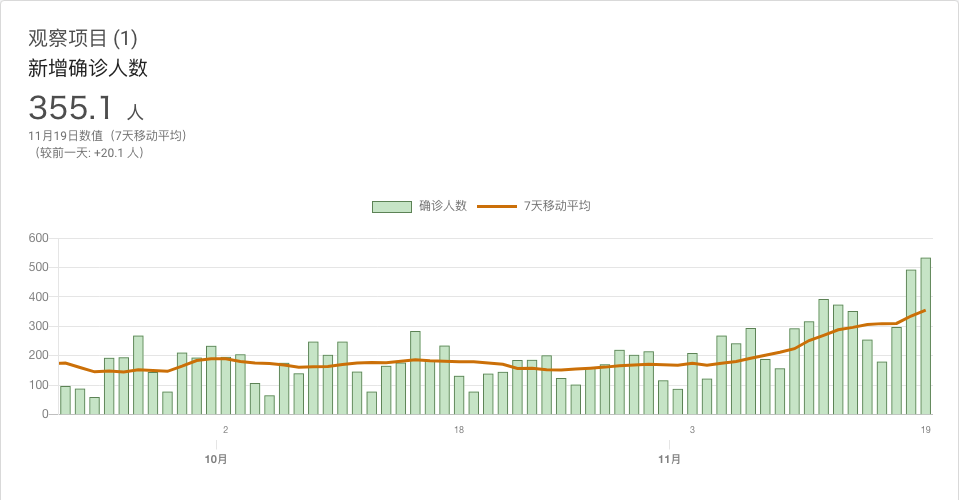 观察项目 (1)
新增确诊人数
355.1 人
11月19日数值（7天移动平均）
（较前一天: +20.1 人）
确诊人数 7天移动平均
600
500
400
300
200
100
0
2 18 3 19
10月 11月